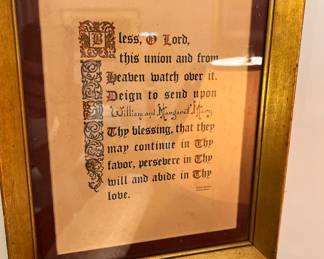 Bless, O Lord,
this union and from
Heaven watch over it.
Deign to send upon
William and Margaret
Thy blessing, that they
may continue in Thy
favor, persevere in Thy
will and abide in Thy
love.